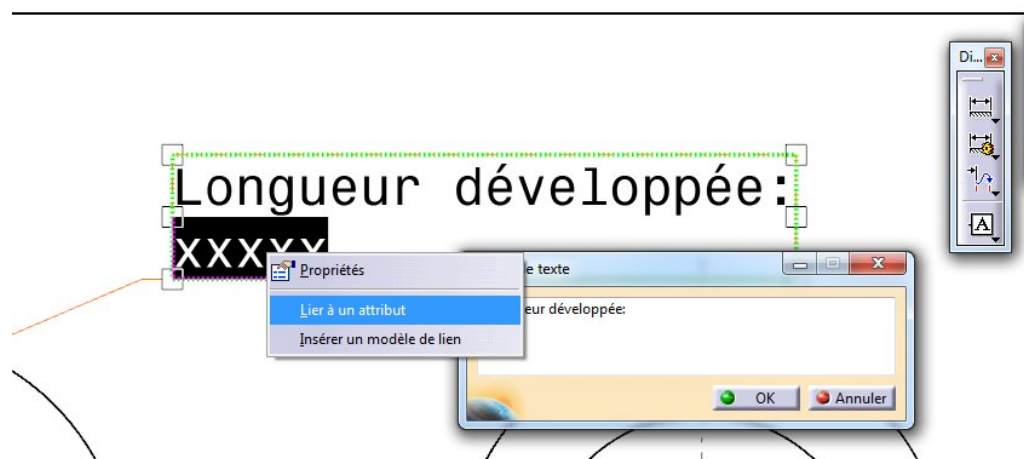 Di...
Longueur développée:
XXXXX
Propriétés
Lier à un attribut
Insérer un modèle de lien
e texte
eur développée:
OK
Annuler
A